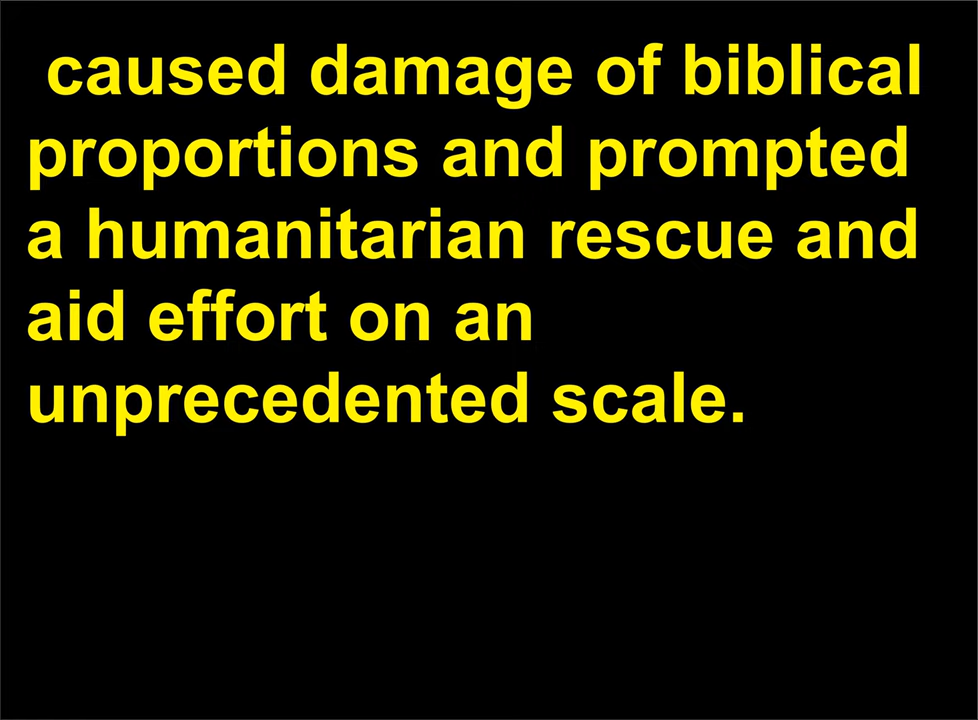 caused damage of biblical
proportions and prompted
a humanitarian rescue and
aid effort on an
unprecedented scale.